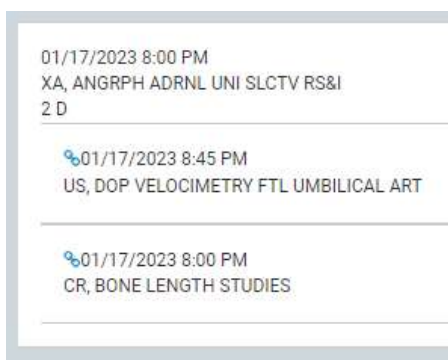 01/17/2023 8:00 PM
XA, ANGRPH ADRNL UNI SLCTV RS&I
2 D
01/17/2023 8:45 PM
US, DOP VELOCIMETRY FTL UMBILICAL ART
01/17/2023 8:00 PM
CR, BONE LENGTH STUDIES